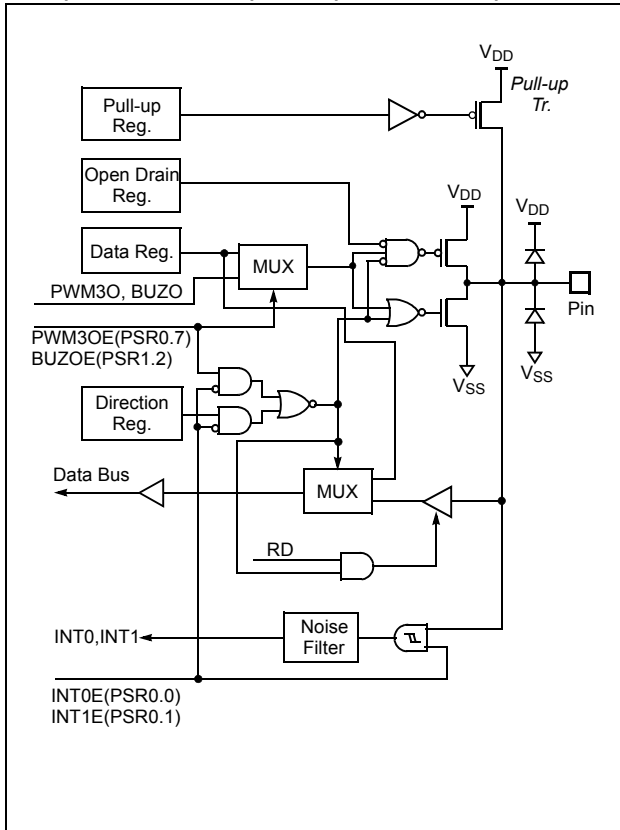 VDD
Pull-up
Tr.
Pull-up
Reg.
Open Drain
Reg.
VDD
VDD
Data Reg.
MUX
PWM3O, BUZO
Pin
PWM3OE(PSR0.7)
BUZOE(PSR1.2)
VSS
VSS
Direction
Reg.
Data Bus
MUX
RD
Noise
Filter
INT0,INT1
INT0E(PSR0.0)
INT1E(PSR0.1)